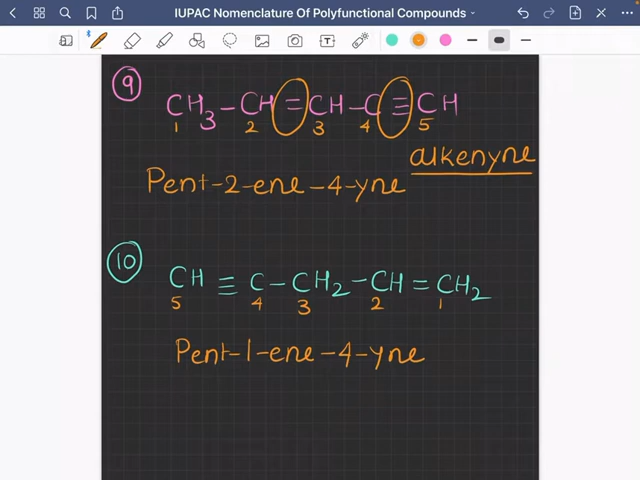 IUPAC Nomenclature Of Polyfunctional Compounds
9
CH3 – CH = CH – C ≡ CH
1 2 3 4 5
alkenyne
Pent-2-ene-4-yne
10
CH ≡ C – CH2 – CH = CH2
5 4 3 2 1
Pent-1-ene-4-yne